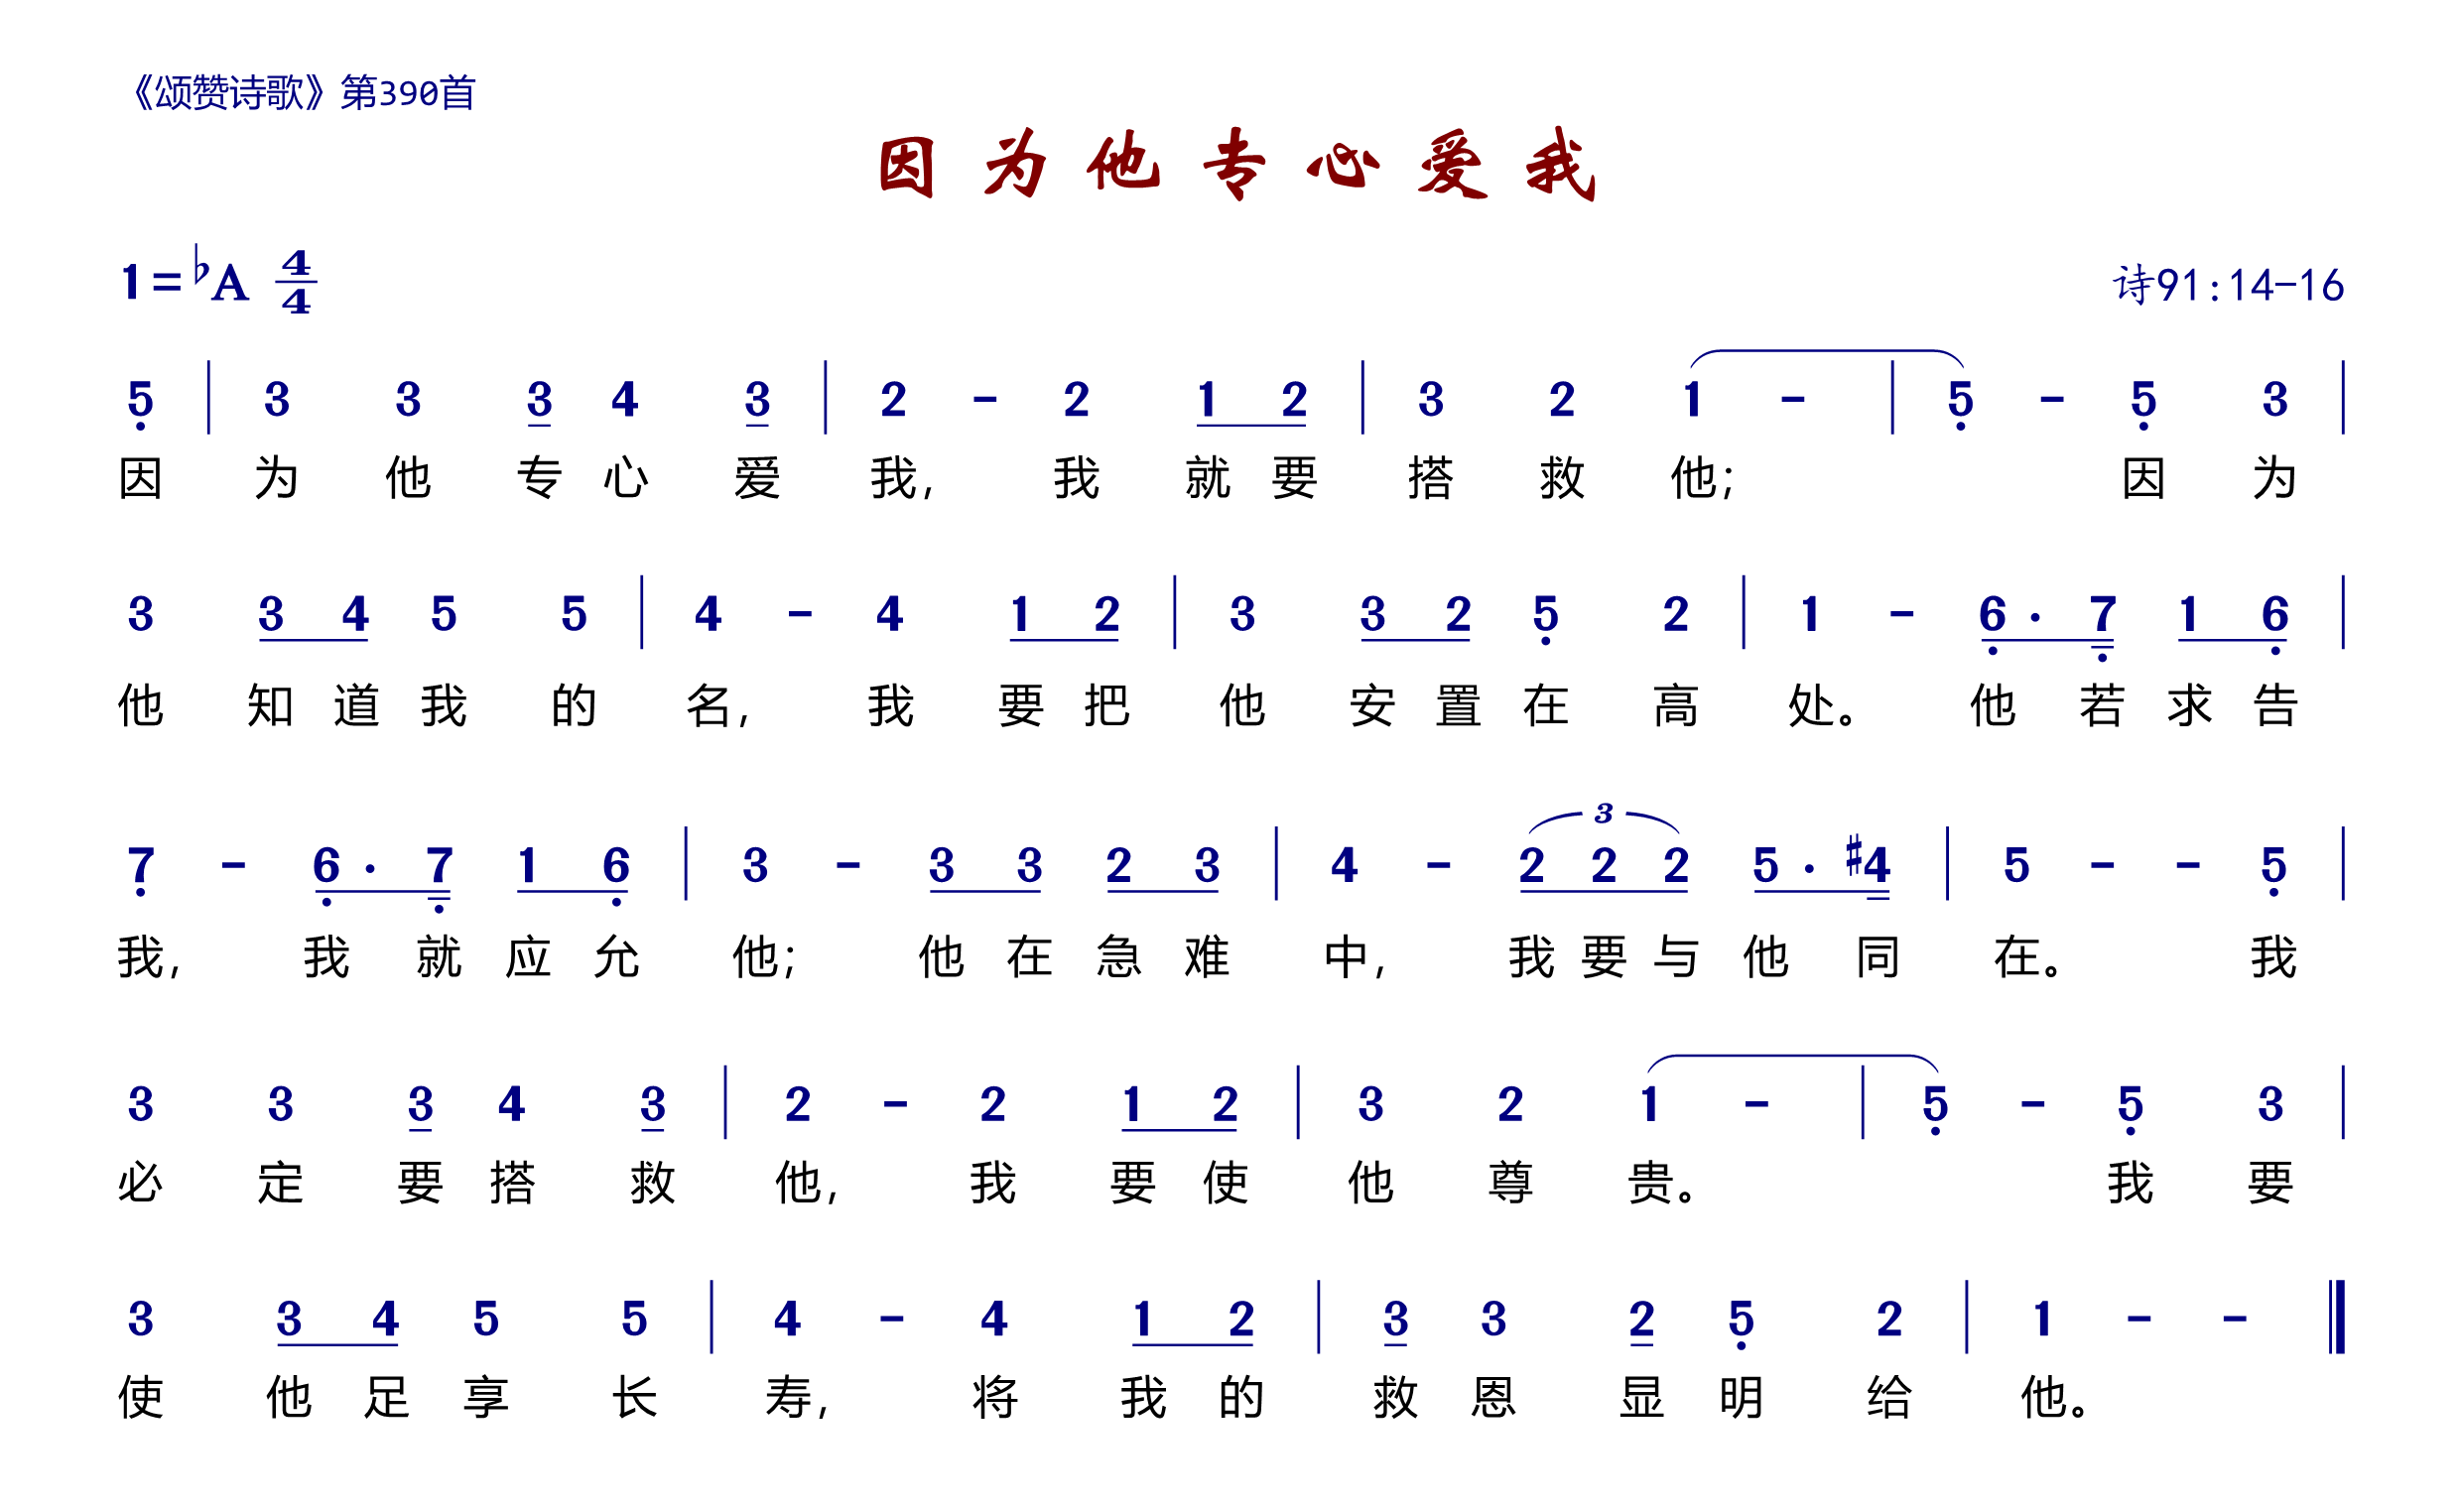 《颂赞诗歌》第390首
因为他专心爱我
1=♭A 4/4
诗91:14-16
5̣ | 3 3 3̲ 4 3̲ | 2 - 2 1̲ 2̲ | 3 2 1 - | 5̣ - 5̣ 3 |
因 为 他 专 心 爱 我, 我 就 要 搭 救 他; 因 为
3 3̲ 4̲ 5 5 | 4 - 4 1̲ 2̲ | 3 3̲ 2̲ 5̣ 2 | 1 - 6̲̣ · 7̳̣ 1̲ 6̲̣ |
他 知 道 我 的 名, 我 要 把 他 安 置 在 高 处。 他 若 求 告
3
7̣ - 6̲̣ · 7̳̣ 1̲ 6̲̣ | 3 - 3̲ 3̲ 2̲ 3̲ | 4 - 2̲ 2̲ 2̲ 5̲ · ♯4̳ | 5 - - 5̣ |
我, 我 就 应 允 他; 他 在 急 难 中, 我 要 与 他 同 在。 我
3 3 3̲ 4 3̲ | 2 - 2 1̲ 2̲ | 3 2 1 - | 5̣ - 5̣ 3 |
必 定 要 搭 救 他, 我 要 使 他 尊 贵。 我 要
3 3̲ 4̲ 5 5 | 4 - 4 1̲ 2̲ | 3̲ 3 2̲ 5̣ 2 | 1 - - ‖
使 他 足 享 长 寿, 将 我 的 救 恩 显 明 给 他。